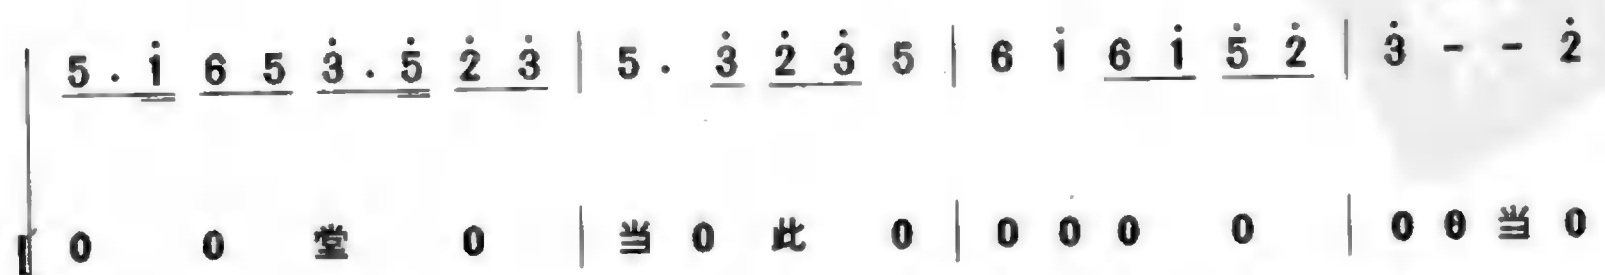 5 . i̇ 6 5 3̇ . 5̇ 2̇ 3̇ | 5 . 3̇ 2̇ 3̇ 5 | 6 i̇ 6 i̇ 5̇ 2̇ | 3̇ - - 2̇
0 0 堂 0 | 当 0 此 0 | 0 0 0 0 | 0 0 当 0